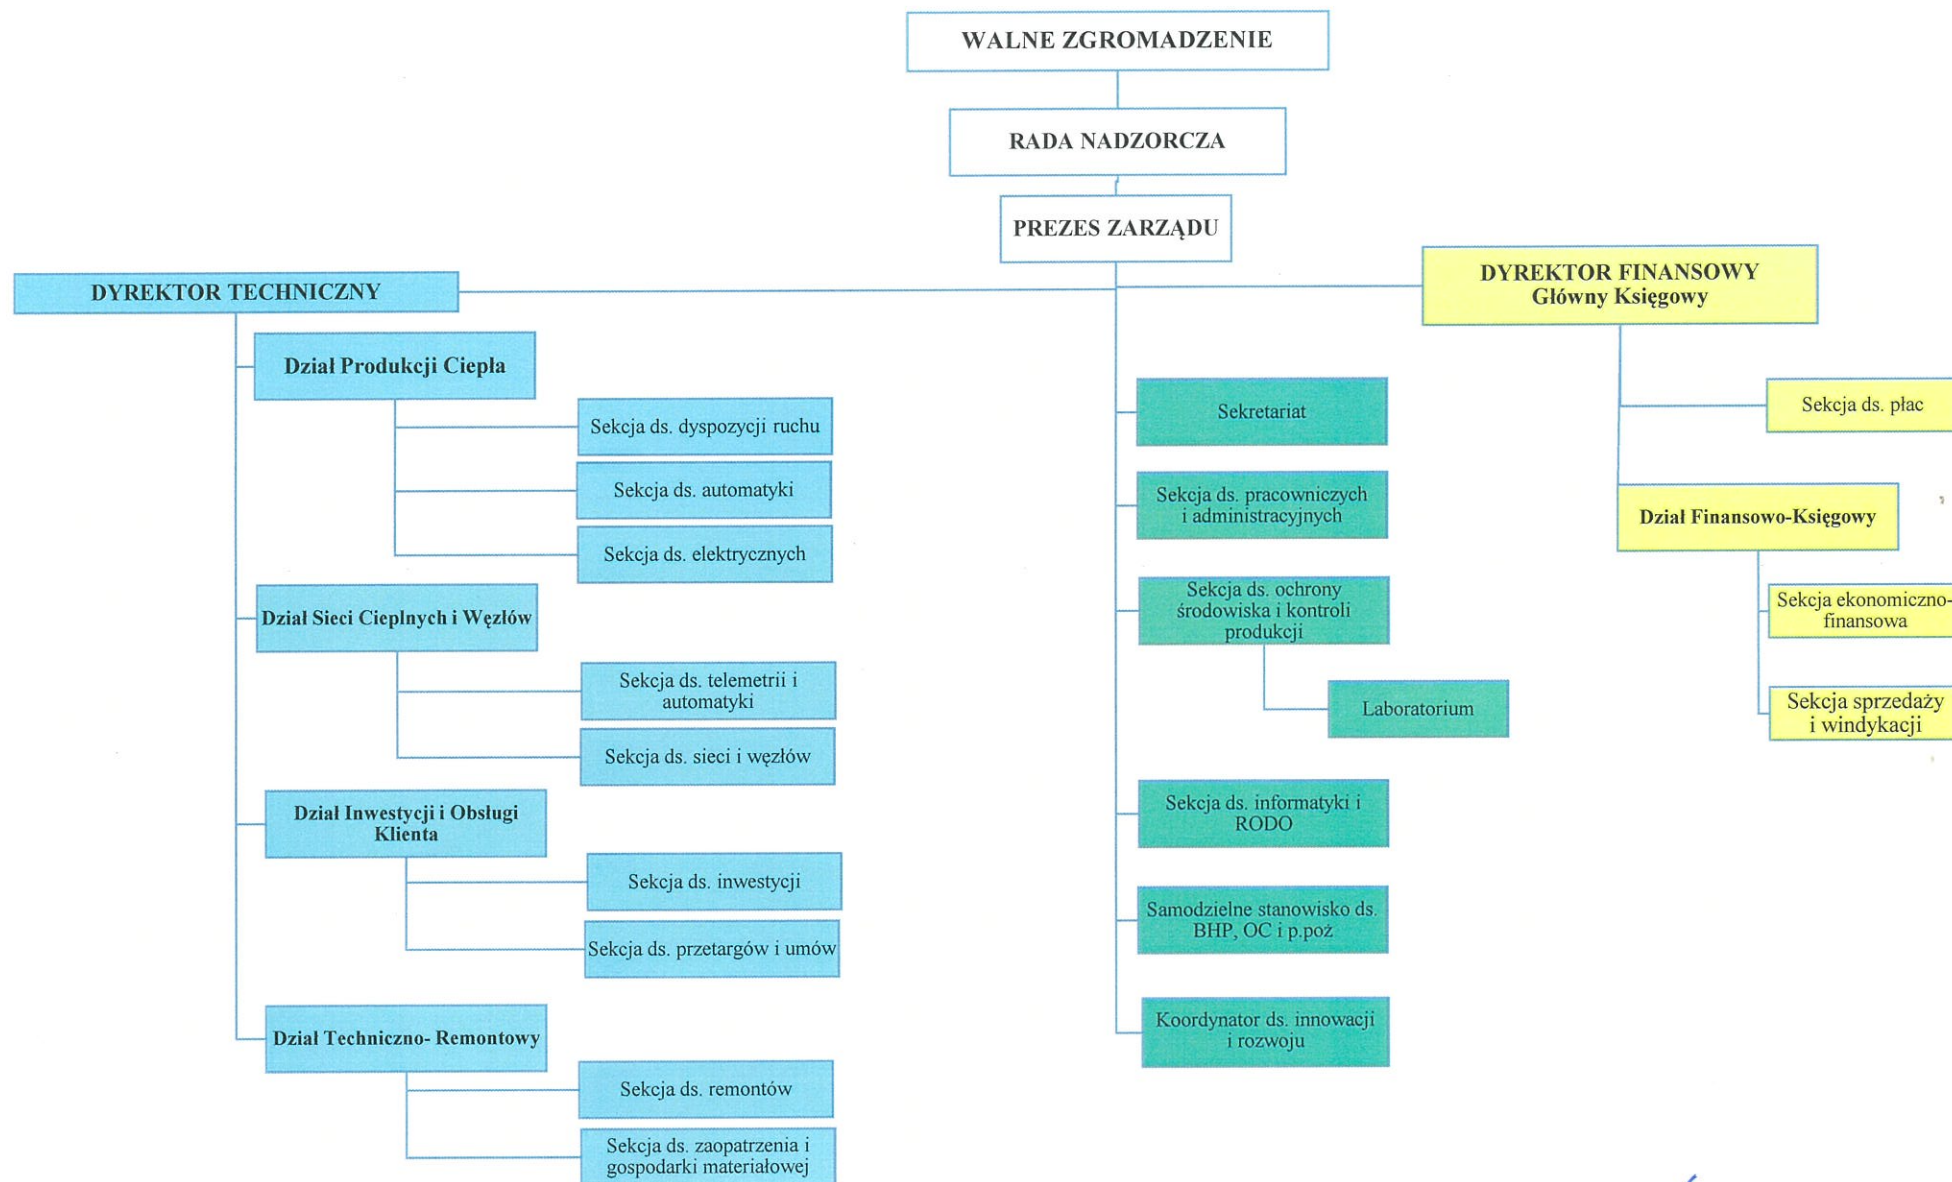 WALNE ZGROMADZENIE
RADA NADZORCZA
PREZES ZARZĄDU
DYREKTOR TECHNICZNY
Dział Produkcji Ciepła
Sekcja ds. dyspozycji ruchu
Sekcja ds. automatyki
Sekcja ds. elektrycznych
Dział Sieci Cieplnych i Węzłów
Sekcja ds. telemetrii i
automatyki
Sekcja ds. sieci i węzłów
Dział Inwestycji i Obsługi
Klienta
Sekcja ds. inwestycji
Sekcja ds. przetargów i umów
Dział Techniczno- Remontowy
Sekcja ds. remontów
Sekcja ds. zaopatrzenia i
gospodarki materiałowej
Sekretariat
Sekcja ds. pracowniczych
i administracyjnych
Sekcja ds. ochrony
środowiska i kontroli
produkcji
Laboratorium
Sekcja ds. informatyki i
RODO
Samodzielne stanowisko ds.
BHP, OC i p.poż
Koordynator ds. innowacji
i rozwoju
DYREKTOR FINANSOWY
Główny Księgowy
Sekcja ds. płac
Dział Finansowo-Księgowy
Sekcja ekonomiczno-
finansowa
Sekcja sprzedaży
i windykacji